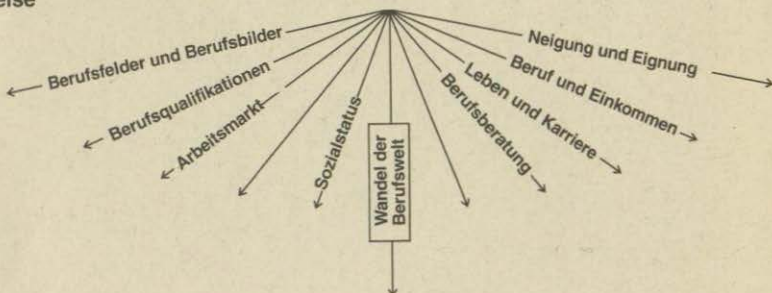 Berufsfelder und Berufsbilder
Berufsqualifikationen
Arbeitsmarkt
Sozialstatus
Wandel der
Berufswelt
Berufsberatung
Leben und Karriere
Beruf und Einkommen
Neigung und Eignung